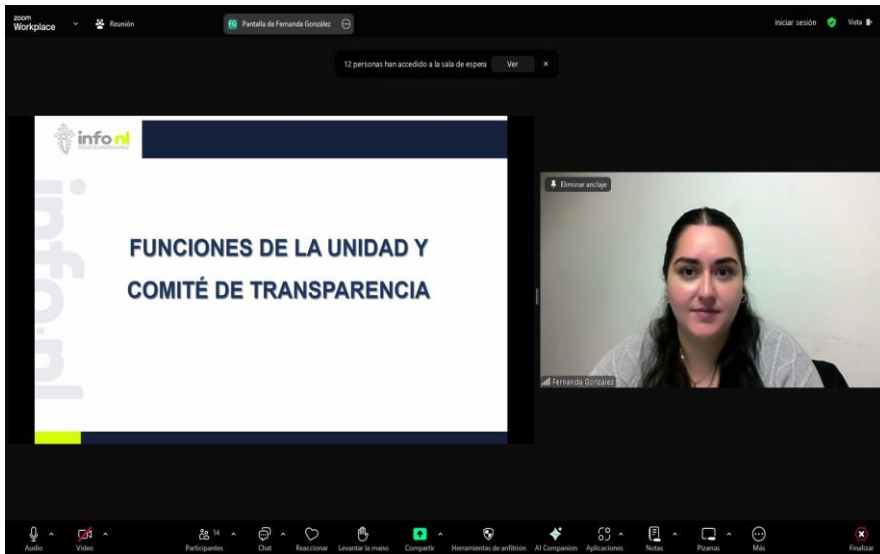 zoom
Workplace
Reunión
FG Pantalla de Fernanda González
Iniciar sesión
Vista
12 personas han accedido a la sala de espera
Ver
info nl
info.nl
FUNCIONES DE LA UNIDAD Y
COMITÉ DE TRANSPARENCIA
Eliminar anclaje
Fernanda González
Audio
Vídeo
14
Participantes
Chat
Reaccionar
Levantar la mano
Compartir
Herramientas de anfitrión
AI Companion
Aplicaciones
Notas
Pizarras
Más
Finalizar